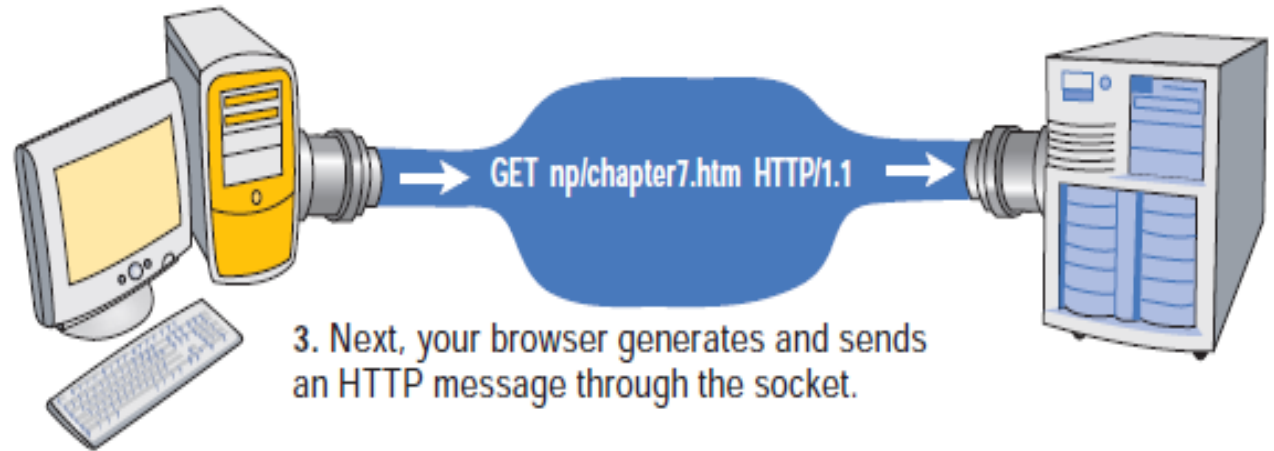 GET np/chapter7.htm HTTP/1.1
3. Next, your browser generates and sends
an HTTP message through the socket.